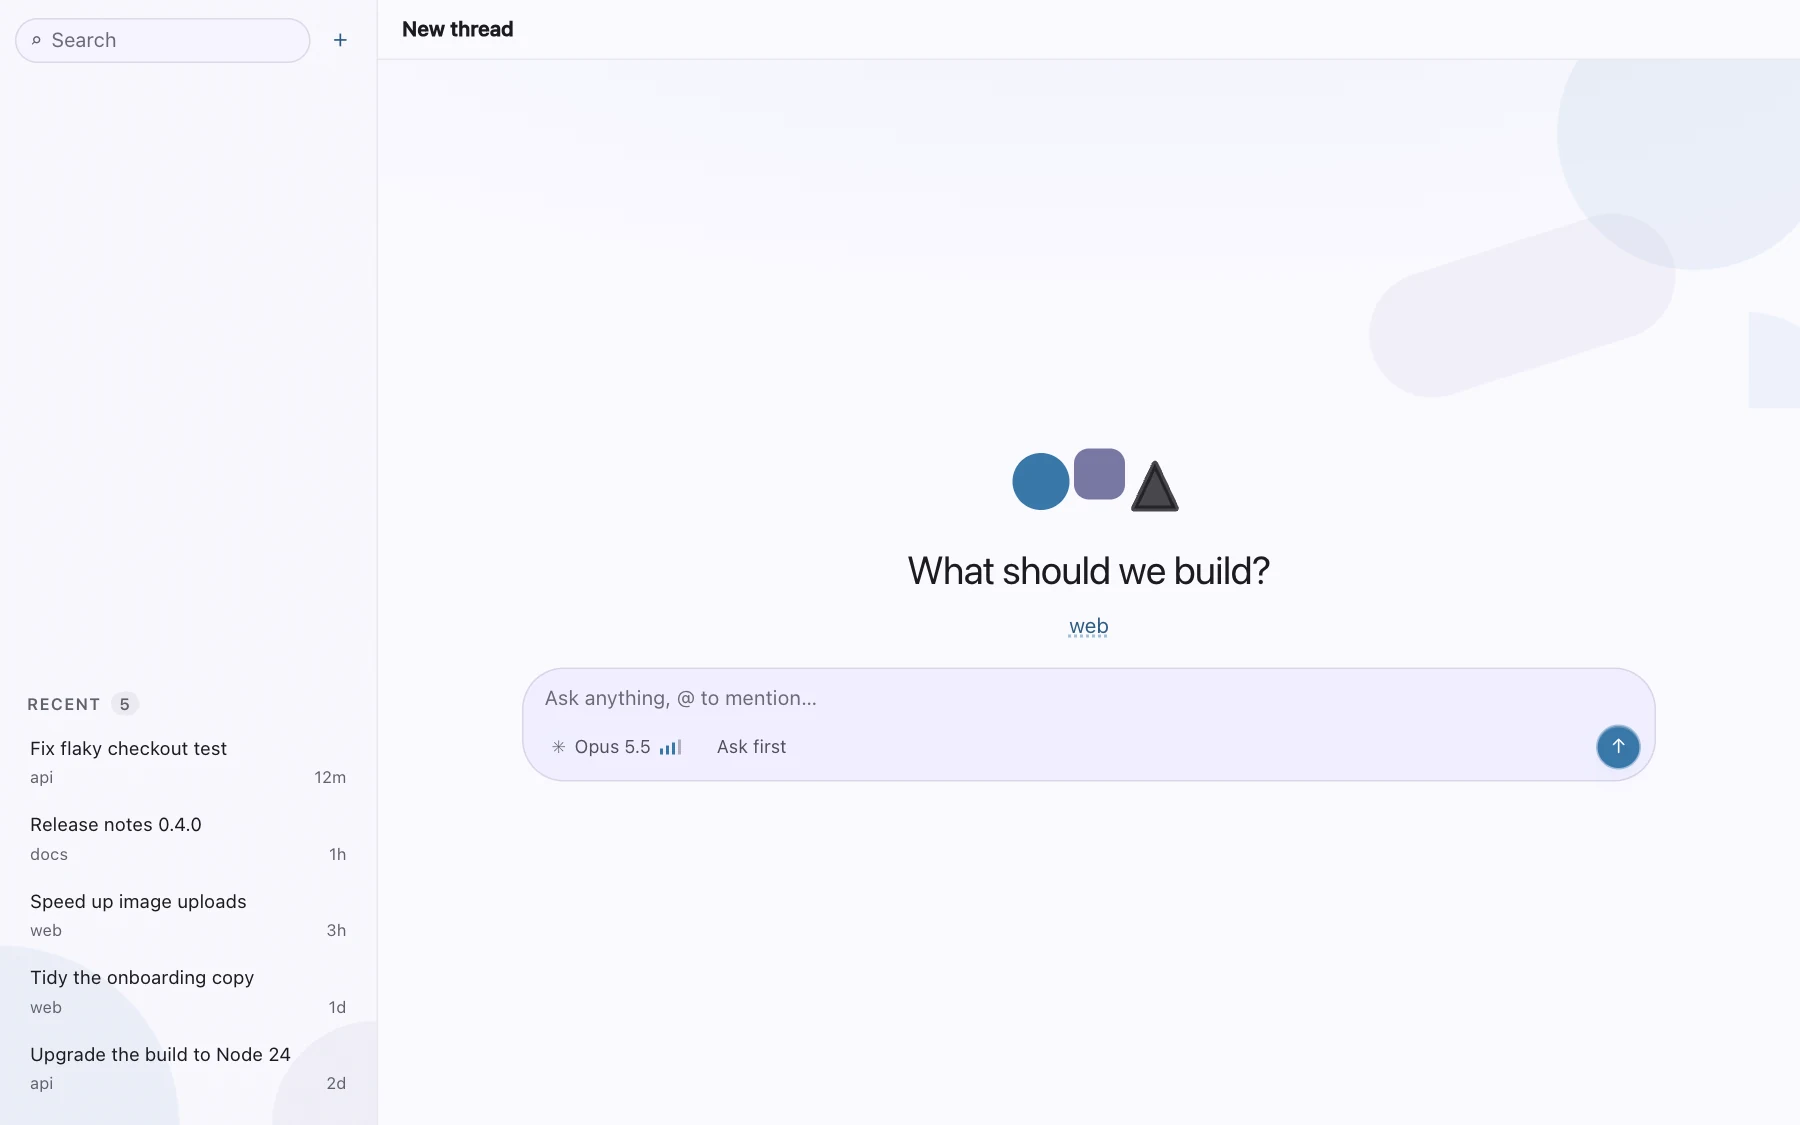 Search
+
New thread
What should we build?
web
Ask anything, @ to mention...
Opus 5.5
Ask first
RECENT 5
Fix flaky checkout test
api 12m
Release notes 0.4.0
docs 1h
Speed up image uploads
web 3h
Tidy the onboarding copy
web 1d
Upgrade the build to Node 24
api 2d